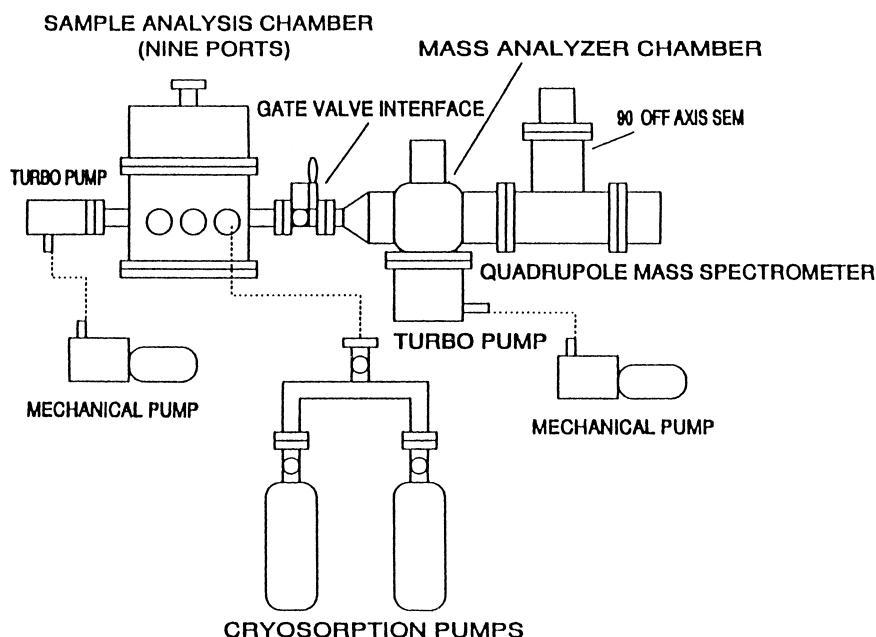 SAMPLE ANALYSIS CHAMBER
(NINE PORTS)
MASS ANALYZER CHAMBER
GATE VALVE INTERFACE
90 OFF AXIS SEM
TURBO PUMP
QUADRUPOLE MASS SPECTROMETER
TURBO PUMP
MECHANICAL PUMP
MECHANICAL PUMP
CRYOSORPTION PUMPS